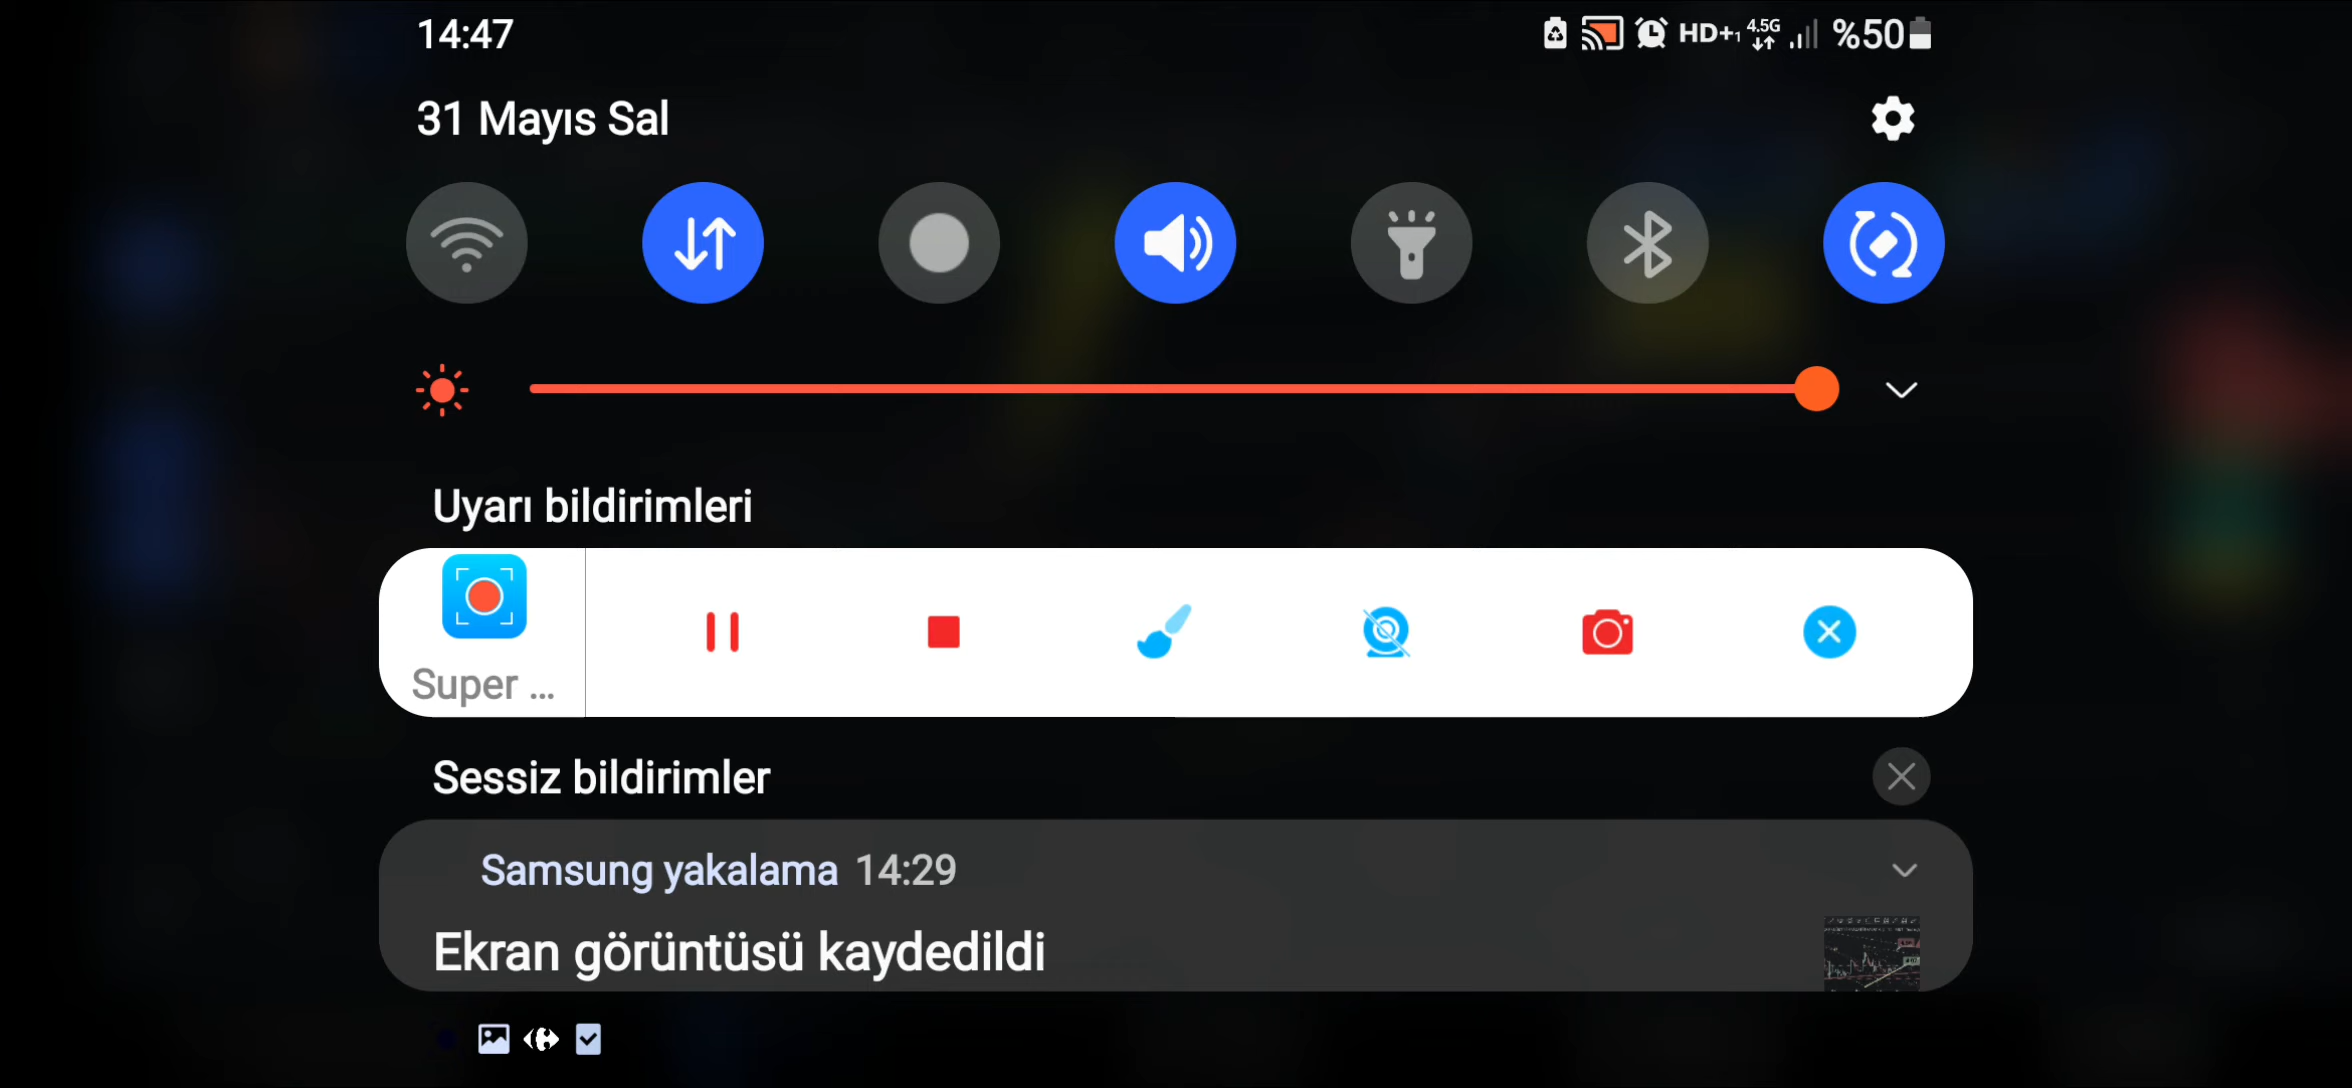 14:47
HD+1 4.5G %50
31 Mayıs Sal
Uyarı bildirimleri
Super ...
Sessiz bildirimler
Samsung yakalama 14:29
Ekran görüntüsü kaydedildi